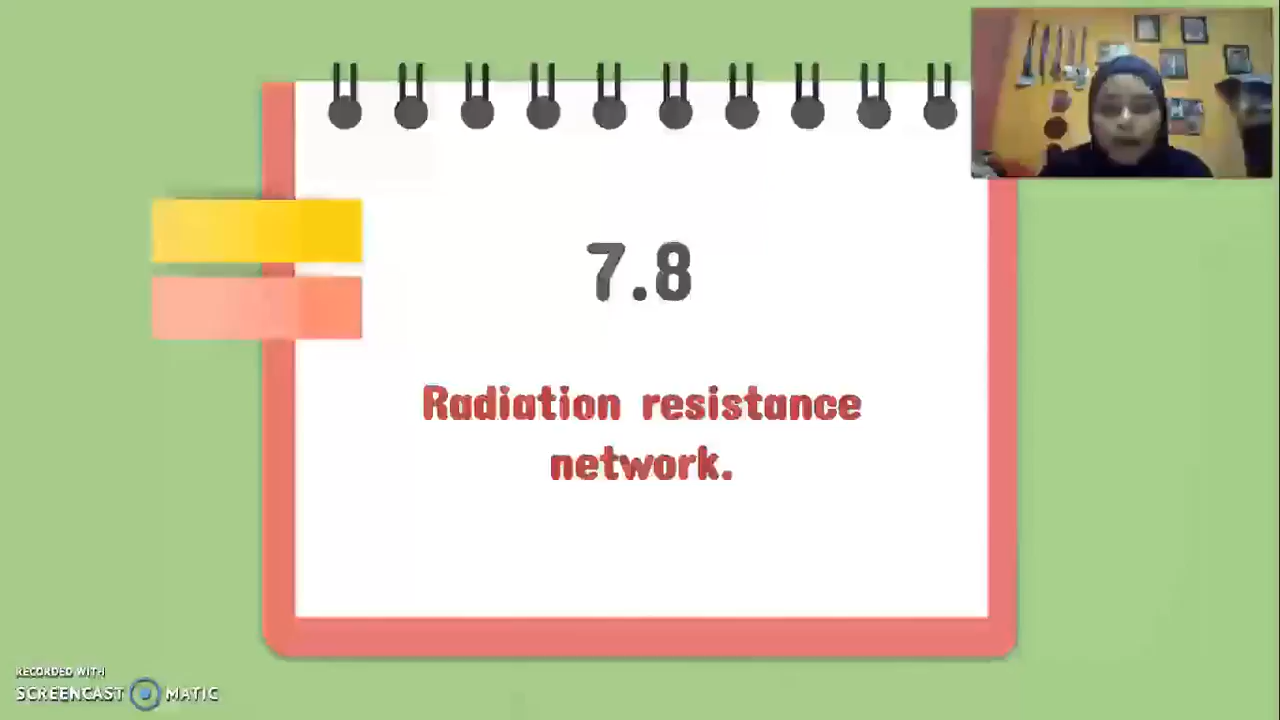 7.8
Radiation resistance
network.
RECORDED WITH
SCREENCAST MATIC